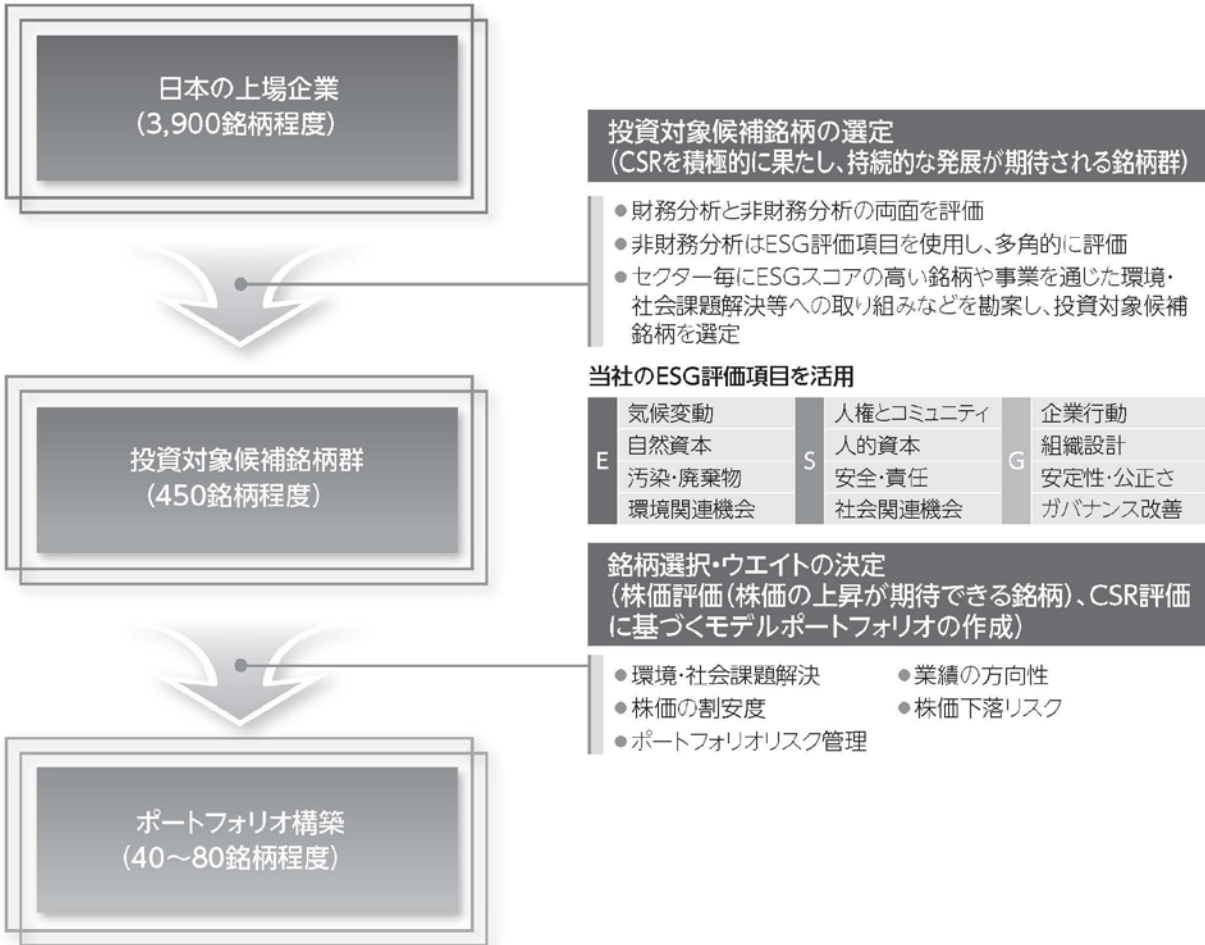 日本の上場企業
(3,900銘柄程度)
投資対象候補銘柄の選定
(CSRを積極的に果たし、持続的な発展が期待される銘柄群)
●財務分析と非財務分析の両面を評価
●非財務分析はESG評価項目を使用し、多角的に評価
●セクター毎にESGスコアの高い銘柄や事業を通じた環境・
社会課題解決等への取り組みなどを勘案し、投資対象候補
銘柄を選定
投資対象候補銘柄群
(450銘柄程度)
当社のESG評価項目を活用
E
気候変動
自然資本
汚染・廃棄物
環境関連機会
S
人権とコミュニティ
人的資本
安全・責任
社会関連機会
G
企業行動
組織設計
安定性・公正さ
ガバナンス改善
銘柄選択・ウエイトの決定
(株価評価(株価の上昇が期待できる銘柄)、CSR評価
に基づくモデルポートフォリオの作成)
●環境・社会課題解決 ●業績の方向性
●株価の割安度 ●株価下落リスク
●ポートフォリオリスク管理
ポートフォリオ構築
(40～80銘柄程度)